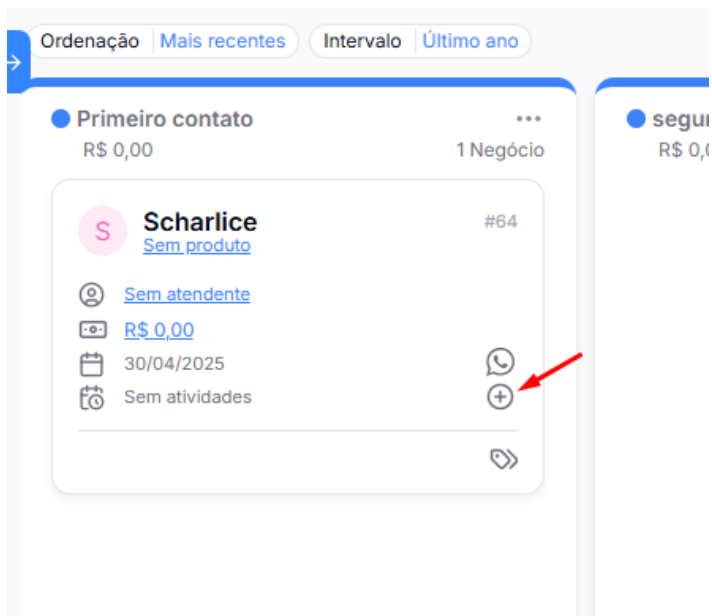 Ordenação Mais recentes Intervalo Último ano
Primeiro contato
R$ 0,00 1 Negócio
S Scharlice #64
Sem produto
Sem atendente
R$ 0,00
30/04/2025
Sem atividades